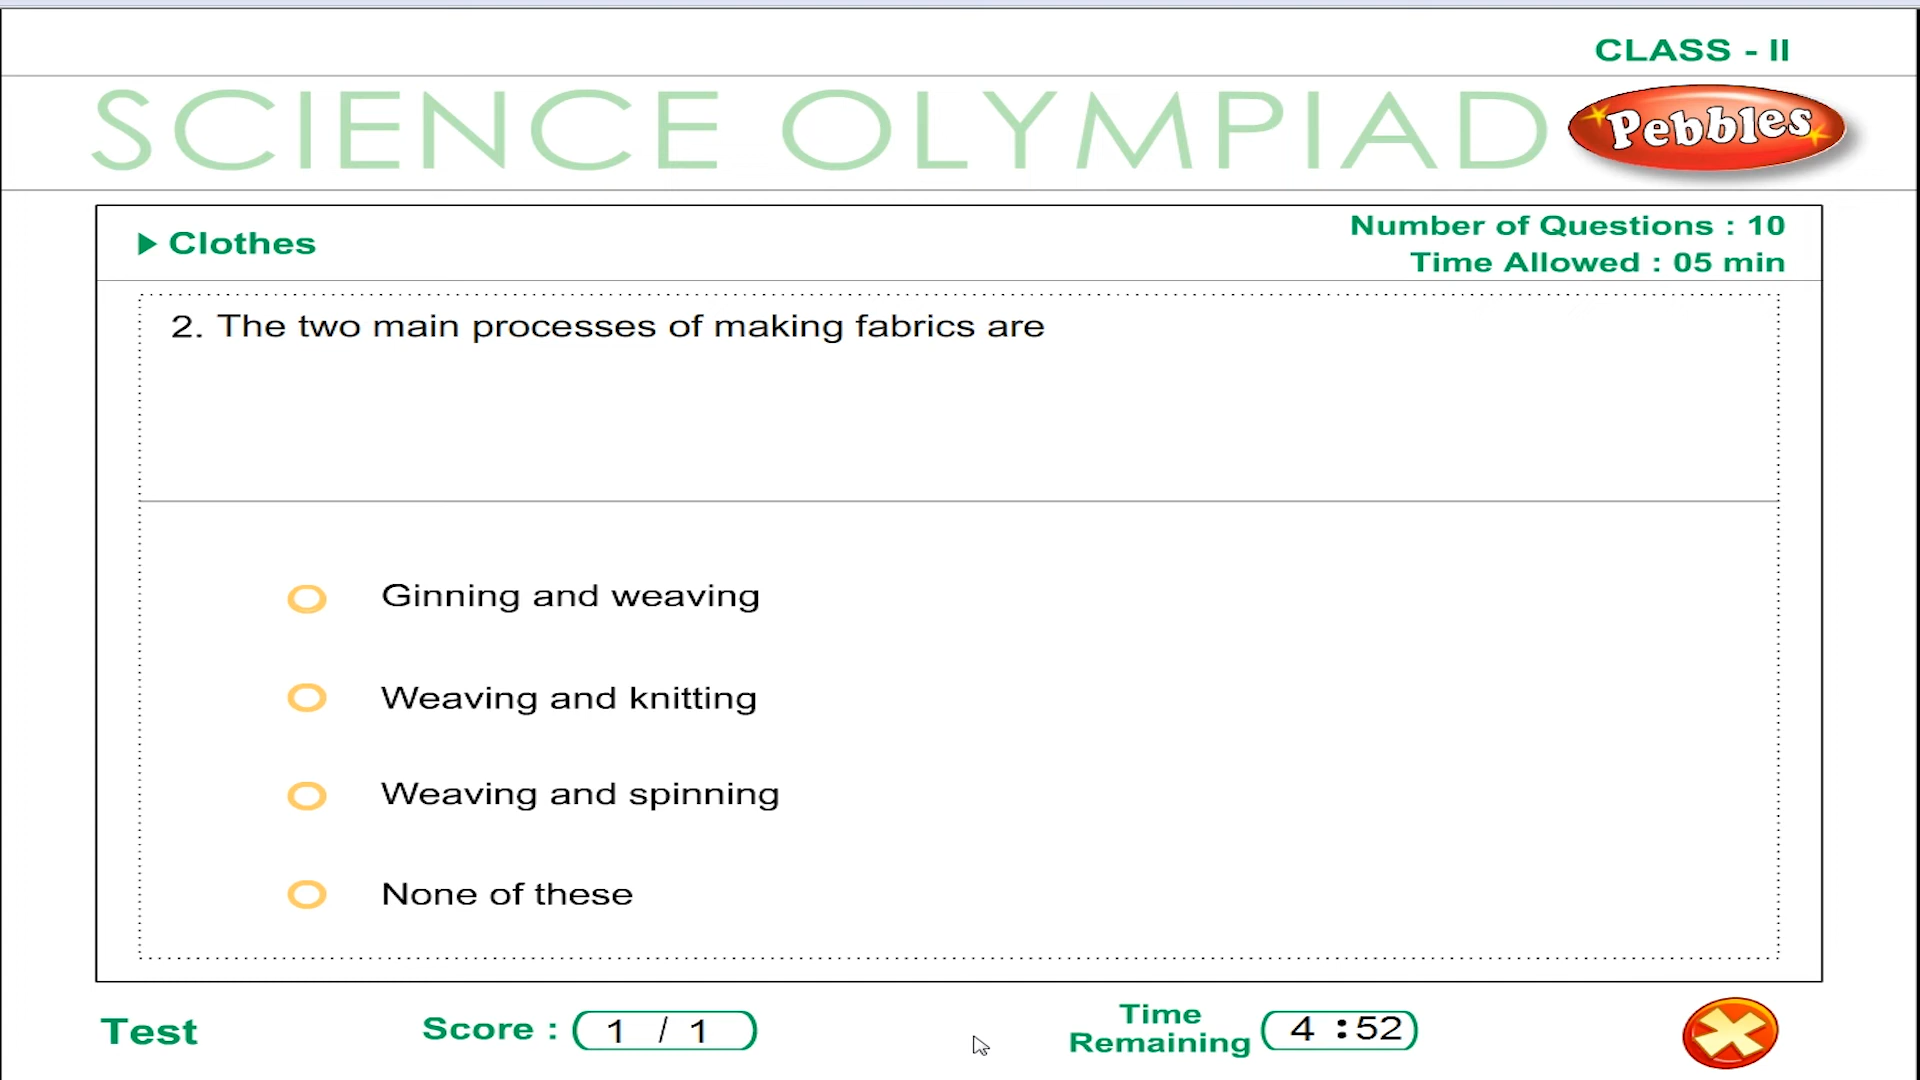 CLASS - II
SCIENCE OLYMPIAD
Pebbles
Clothes
Number of Questions : 10
Time Allowed : 05 min
2. The two main processes of making fabrics are
Ginning and weaving
Weaving and knitting
Weaving and spinning
None of these
Test
Score : 1 / 1
Time Remaining 4 :52